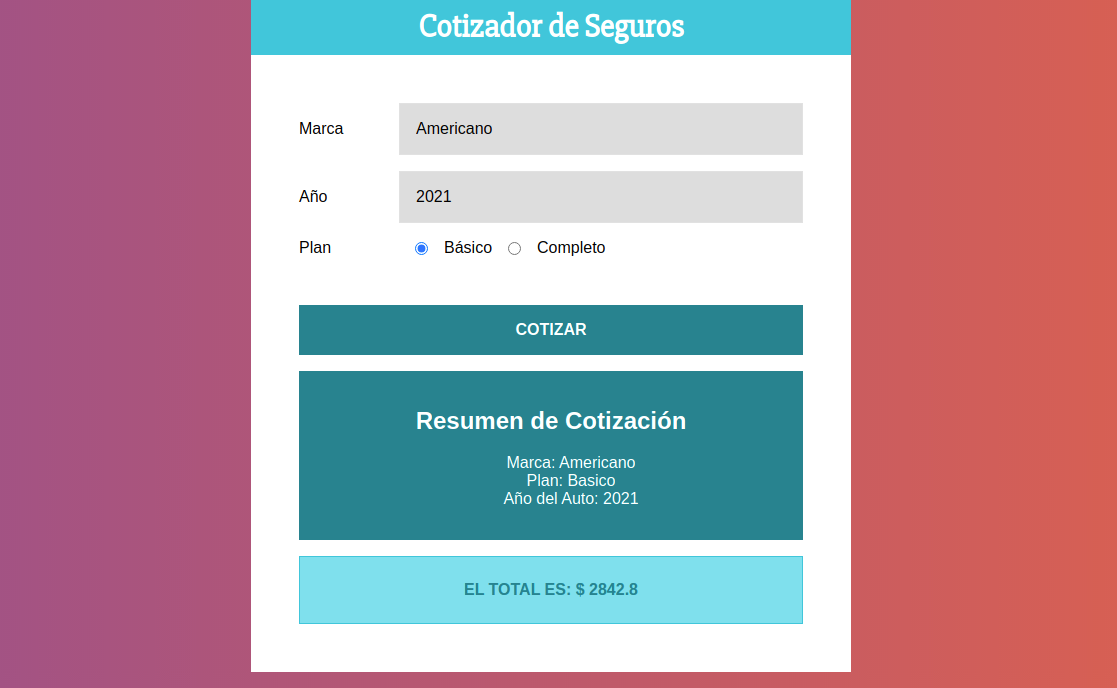 Cotizador de Seguros
Marca Americano
Año 2021
Plan Básico Completo
COTIZAR
Resumen de Cotización
Marca: Americano
Plan: Basico
Año del Auto: 2021
EL TOTAL ES: $ 2842.8